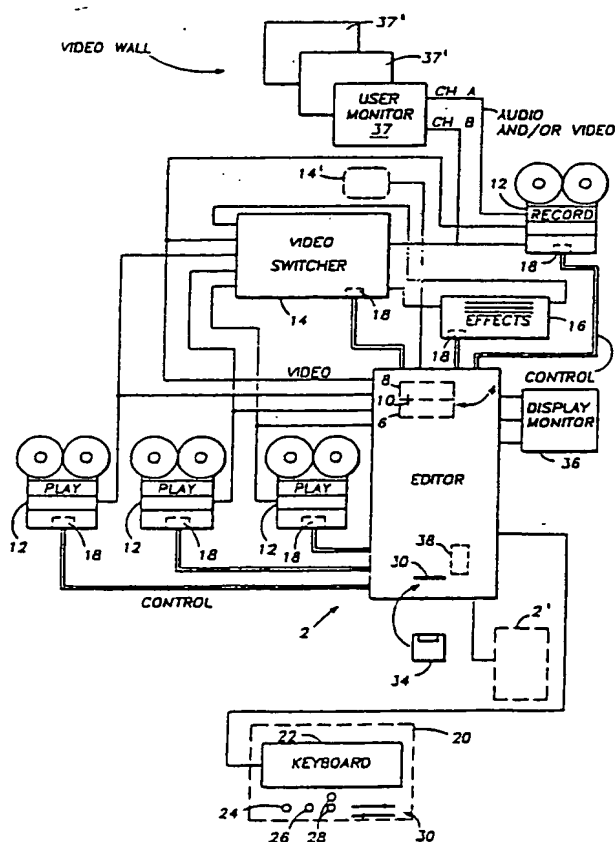 37'
VIDEO WALL
37'
USER
MONITOR
37
CH A
CH B
AUDIO
AND/OR VIDEO
14'
12
RECORD
18
VIDEO
SWITCHER
18
14
EFFECTS
16
18
CONTROL
VIDEO
8
10
4
6
DISPLAY
MONITOR
36
EDITOR
PLAY
PLAY
PLAY
12
18
12
18
12
18
38
30
CONTROL
2
34
2'
22
20
KEYBOARD
24
26
28
30